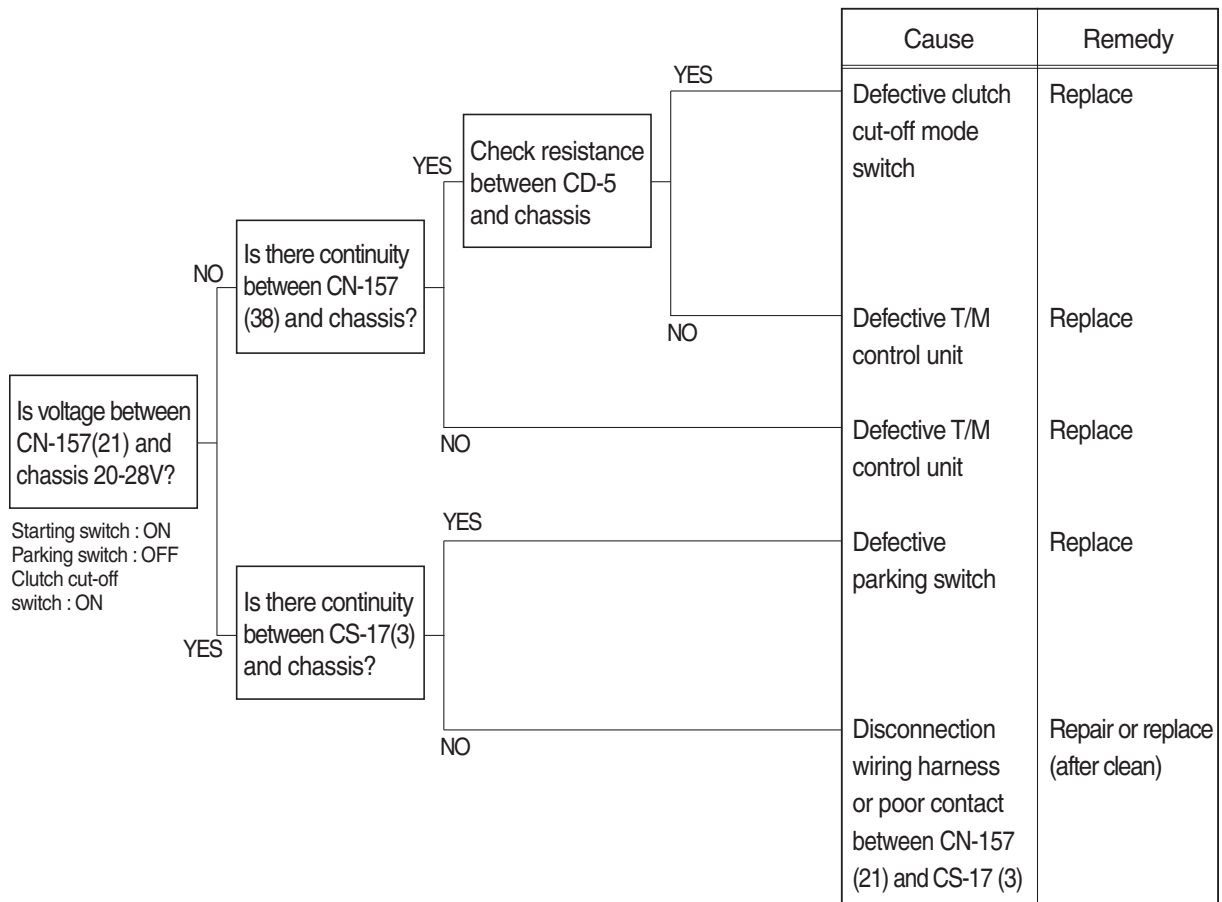 Cause
Remedy
YES
Defective clutch
cut-off mode
switch
Replace
YES
Check resistance
between CD-5
and chassis
NO
Is there continuity
between CN-157
(38) and chassis?
NO
Defective T/M
control unit
Replace
Is voltage between
CN-157(21) and
chassis 20-28V?
NO
Defective T/M
control unit
Replace
Starting switch : ON
Parking switch : OFF
Clutch cut-off
switch : ON
YES
Defective
parking switch
Replace
YES
Is there continuity
between CS-17(3)
and chassis?
NO
Disconnection
wiring harness
or poor contact
between CN-157
(21) and CS-17 (3)
Repair or replace
(after clean)